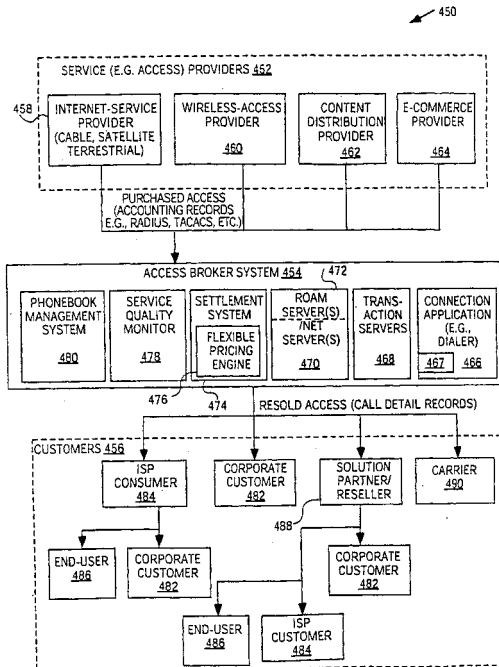 450
SERVICE (E.G. ACCESS) PROVIDERS 452
458
INTERNET-SERVICE
PROVIDER
(CABLE, SATELLITE
TERRESTRIAL)
WIRELESS-ACCESS
PROVIDER
460
CONTENT
DISTRIBUTION
PROVIDER
462
E-COMMERCE
PROVIDER
464
PURCHASED ACCESS
(ACCOUNTING RECORDS
E.G., RADIUS, TACACS, ETC.)
472
ACCESS BROKER SYSTEM 454
PHONEBOOK
MANAGEMENT
SYSTEM
480
SERVICE
QUALITY
MONITOR
478
SETTLEMENT
SYSTEM
FLEXIBLE
PRICING
ENGINE
476
474
ROAM
SERVER(S)
/NET
SERVER(S)
470
TRANS-
ACTION
SERVERS
468
CONNECTION
APPLICATION
(E.G.,
DIALER)
467
466
RESOLD ACCESS (CALL DETAIL RECORDS)
CUSTOMERS 456
ISP
CONSUMER
484
CORPORATE
CUSTOMER
482
SOLUTION
PARTNER/
RESELLER
488
CARRIER
490
END-USER
486
CORPORATE
CUSTOMER
482
CORPORATE
CUSTOMER
482
END-USER
486
ISP
CUSTOMER
484